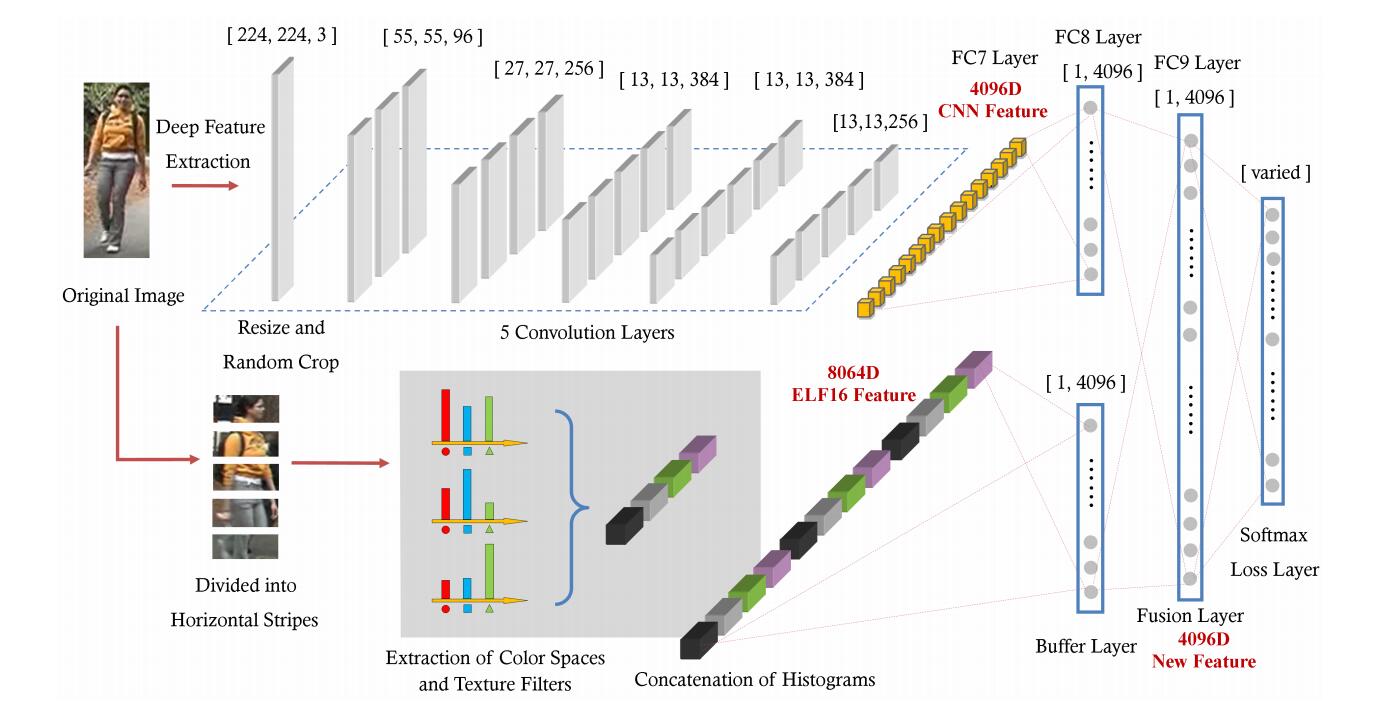 [ 224, 224, 3 ]
[ 55, 55, 96 ]
[ 27, 27, 256 ]
[ 13, 13, 384 ]
[ 13, 13, 384 ]
[13,13,256]
Deep Feature
Extraction
Original Image
Resize and
Random Crop
5 Convolution Layers
FC7 Layer
4096D
CNN Feature
FC8 Layer
[ 1, 4096 ]
FC9 Layer
[ 1, 4096 ]
[ varied ]
8064D
ELF16 Feature
[ 1, 4096 ]
Divided into
Horizontal Stripes
Extraction of Color Spaces
and Texture Filters
Concatenation of Histograms
Buffer Layer
Fusion Layer
4096D
New Feature
Softmax
Loss Layer